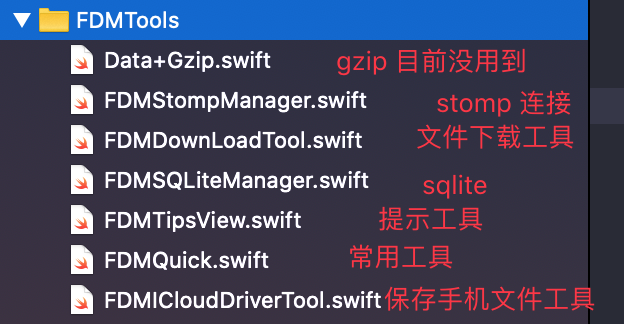 FDMTools
Data+Gzip.swift gzip 目前没用到
FDMStompManager.swift stomp 连接
FDMDownLoadTool.swift 文件下载工具
FDMSQLiteManager.swift sqlite
FDMTipsView.swift 提示工具
FDMQuick.swift 常用工具
FDMICloudDriverTool.swift 保存手机文件工具